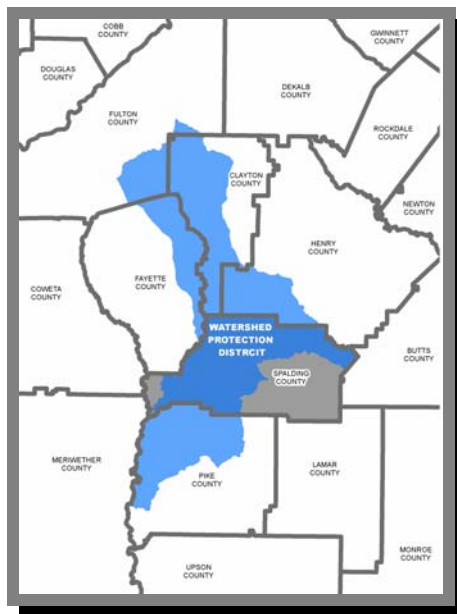 COBB
COUNTY
GWINNETT
COUNTY
DOUGLAS
COUNTY
DEKALB
COUNTY
FULTON
COUNTY
ROCKDALE
COUNTY
CLAYTON
COUNTY
NEWTON
COUNTY
HENRY
COUNTY
FAYETTE
COUNTY
COWETA
COUNTY
WATERSHED
PROTECTION
DISTRCIT
BUTTS
COUNTY
SPALDING
COUNTY
MERIWETHER
COUNTY
LAMAR
COUNTY
PIKE
COUNTY
MONROE
COUNTY
UPSON
COUNTY